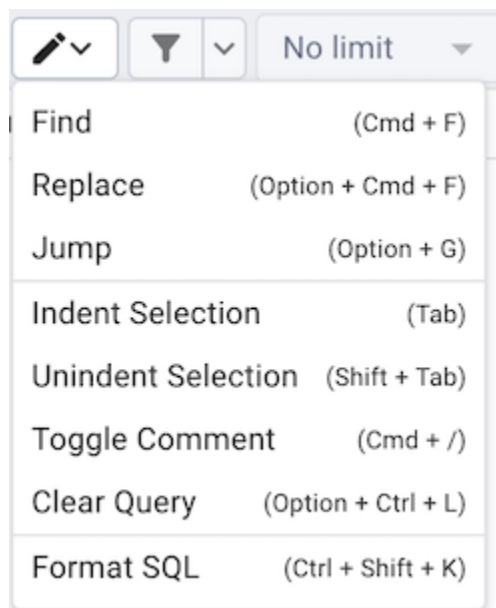 No limit
Find (Cmd + F)
Replace (Option + Cmd + F)
Jump (Option + G)
Indent Selection (Tab)
Unindent Selection (Shift + Tab)
Toggle Comment (Cmd + /)
Clear Query (Option + Ctrl + L)
Format SQL (Ctrl + Shift + K)